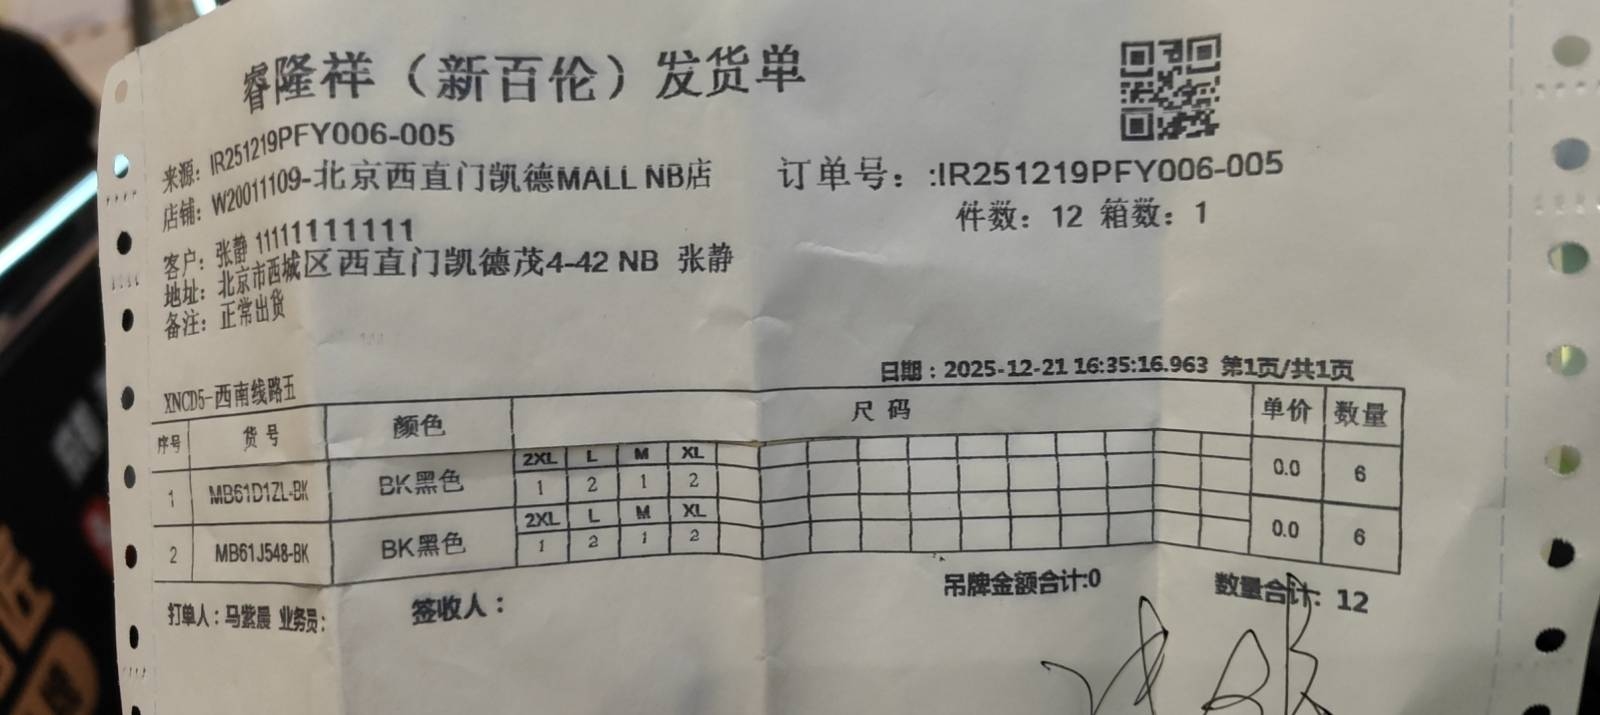 睿隆祥（新百伦）发货单
来源：IR251219PFY006-005
店铺：W20011109-北京西直门凯德MALL NB店 订单号：:IR251219PFY006-005
件数：12 箱数：1
客户：张静 11111111111
地址：北京市西城区西直门凯德茂4-42 NB 张静
备注：正常出货
日期：2025-12-21 16:35:16.963 第1页/共1页
XNCD5-西南线路五
序号 货号 颜色 尺码 单价 数量
2XL L M XL
1 MB61D1ZL-BK BK黑色 1 2 1 2 0.0 6
2XL L M XL
2 MB61J548-BK BK黑色 1 2 1 2 0.0 6
吊牌金额合计:0 数量合计：12
打单人：马紫晨 业务员： 签收人：